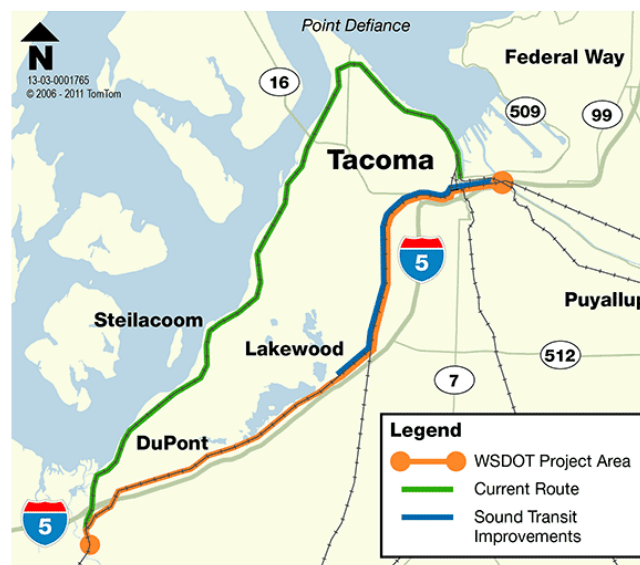 Point Defiance
N
13-03-0001765
© 2006 - 2011 TomTom
16
Federal Way
509
99
Tacoma
5
Puyallup
Steilacoom
Lakewood
512
7
DuPont
5
Legend
WSDOT Project Area
Current Route
Sound Transit
Improvements